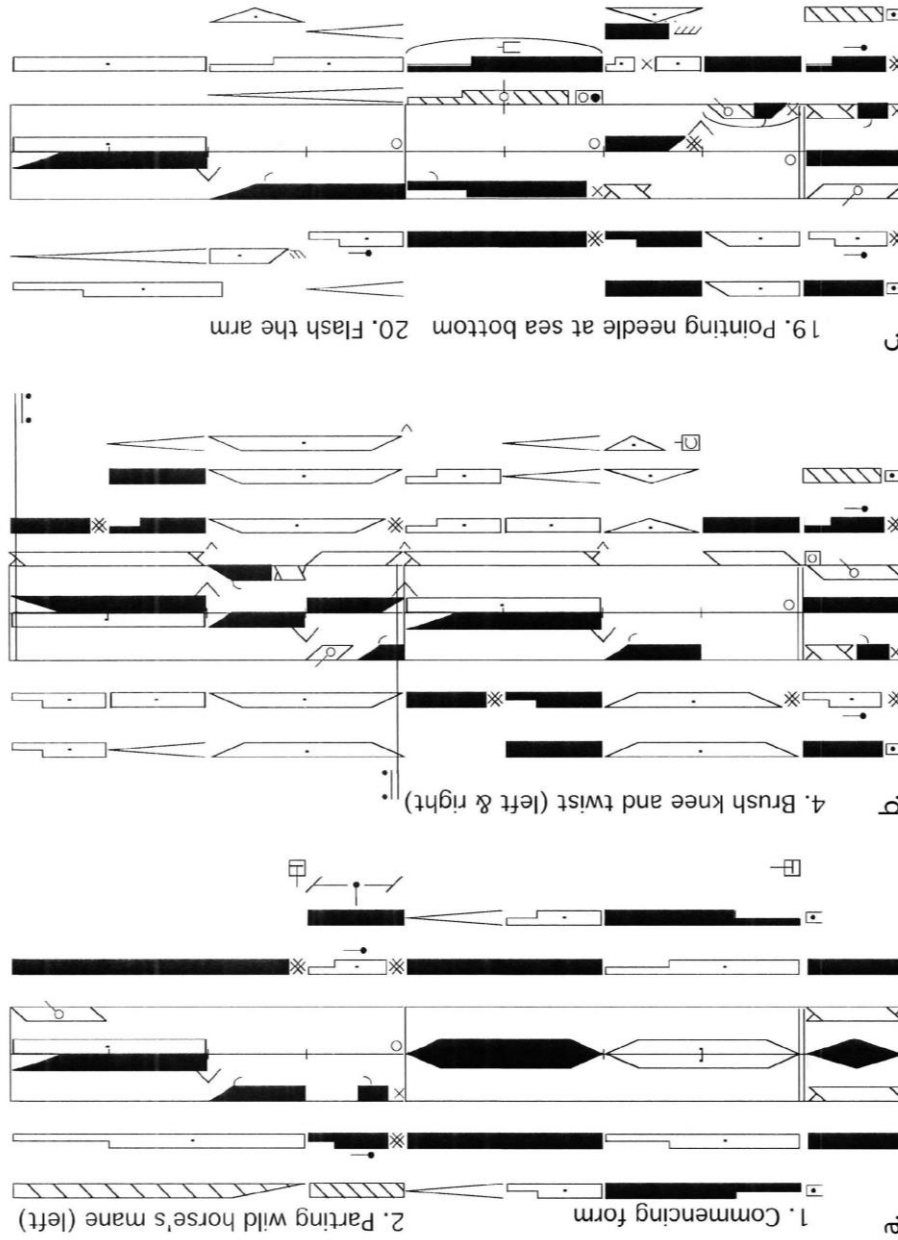 a.
1. Commencing form
2. Parting wild horse's mane (left)
b.
4. Brush knee and twist (left & right)
c.
19. Pointing needle at sea bottom
20. Flash the arm